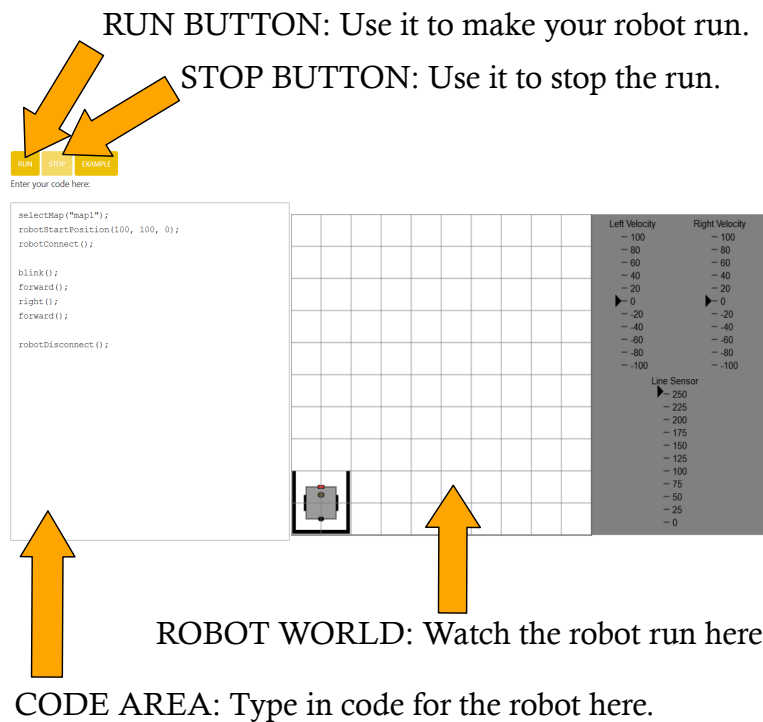 RUN BUTTON: Use it to make your robot run.
STOP BUTTON: Use it to stop the run.
RUN STOP EXAMPLE
Enter your code here:
selectMap("map1");
robotStartPosition(100, 100, 0);
robotConnect();
blink();
forward();
right();
forward();
robotDisconnect();
Left Velocity Right Velocity
100 100
80 80
60 60
40 40
20 20
0 0
-20 -20
-40 -40
-60 -60
-80 -80
-100 -100
Line Sensor
250
225
200
175
150
125
100
75
50
25
0
ROBOT WORLD: Watch the robot run here
CODE AREA: Type in code for the robot here.